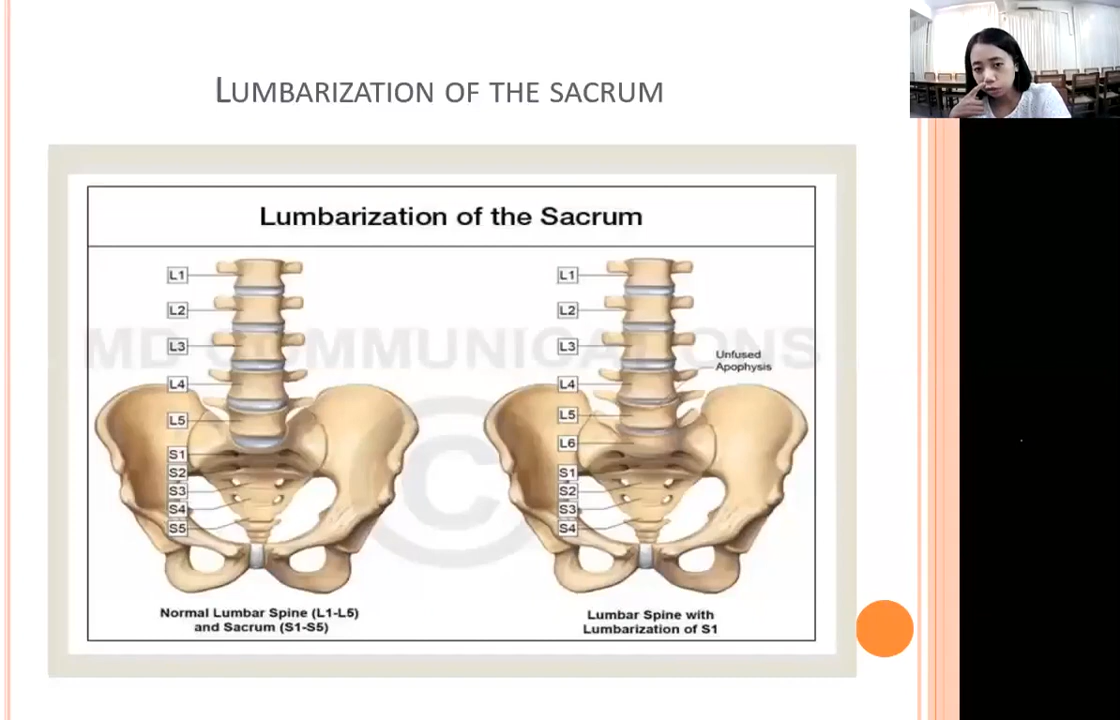 LUMBARIZATION OF THE SACRUM
Lumbarization of the Sacrum
L1
L2
L3
L4
L5
S1
S2
S3
S4
S5
Normal Lumbar Spine (L1-L5)
and Sacrum (S1-S5)
L1
L2
L3
L4
L5
L6
S1
S2
S3
S4
Unfused
Apophysis
Lumbar Spine with
Lumbarization of S1
MD COMMUNICATIONS
©